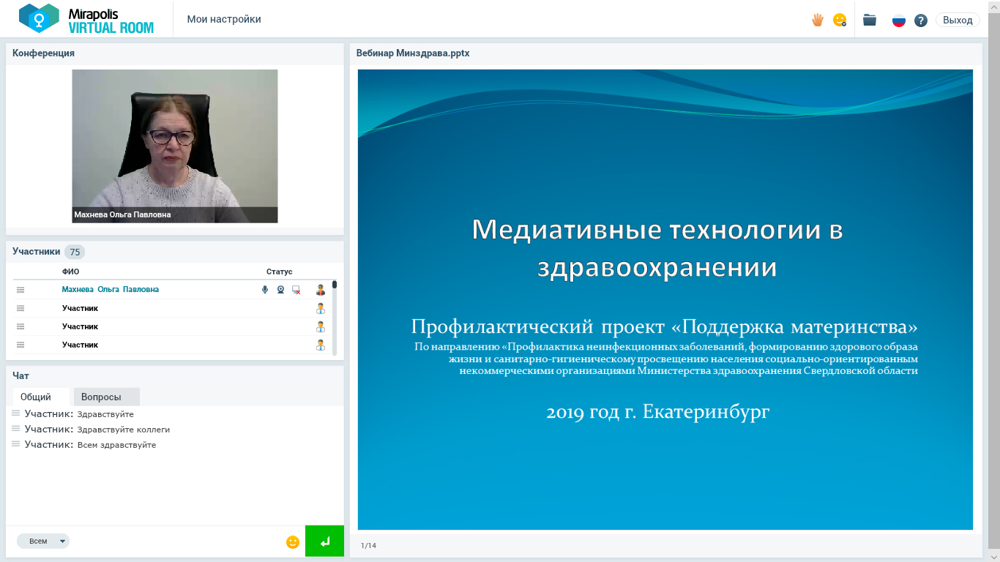 Mirapolis
VIRTUAL ROOM
Мои настройки
?
Выход
Конференция
Махнева Ольга Павловна
Участники 75
ФИО Статус
Махнева Ольга Павловна
Участник
Участник
Участник
Чат
Общий Вопросы
Участник: Здравствуйте
Участник: Здравствуйте коллеги
Участник: Всем здравствуйте
Всем
Вебинар Минздрава.pptx
Медиативные технологии в
здравоохранении
Профилактический проект «Поддержка материнства»
По направлению «Профилактика неинфекционных заболеваний, формированию здорового образа
жизни и санитарно-гигиеническому просвещению населения социально-ориентированным
некоммерческими организациями Министерства здравоохранения Свердловской области
2019 год г. Екатеринбург
1/14